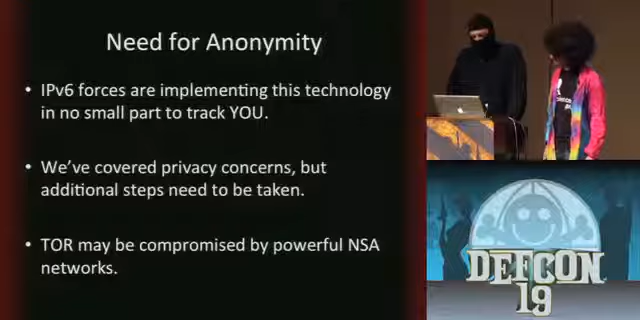 Need for Anonymity
• IPv6 forces are implementing this technology
in no small part to track YOU.
• We've covered privacy concerns, but
additional steps need to be taken.
• TOR may be compromised by powerful NSA
networks.
DEFCON
19